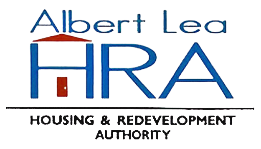 Albert Lea
HRA
HOUSING & REDEVELOPMENT
AUTHORITY